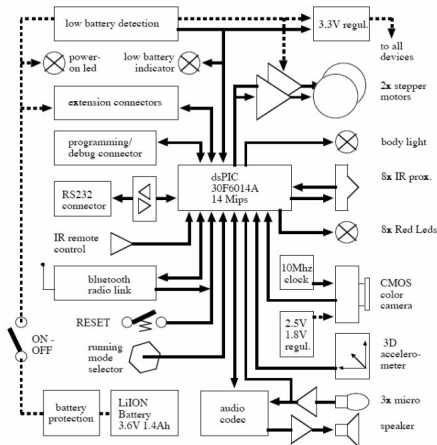 low battery detection
3.3V regul.
power-
on led
low battery
indicator
to all
devices
extension connectors
2x stepper
motors
programming/
debug connector
body light
dsPIC
30F6014A
14 Mips
8x IR prox.
RS232
connector
IR remote
control
8x Red Leds
10Mhz
clock
bluetooth
radio link
CMOS
color
camera
RESET
2.5V
1.8V
regul.
ON -
OFF
running
mode
selector
3D
accelero-
meter
battery
protection
LiION
Battery
3.6V 1.4Ah
audio
codec
3x micro
speaker